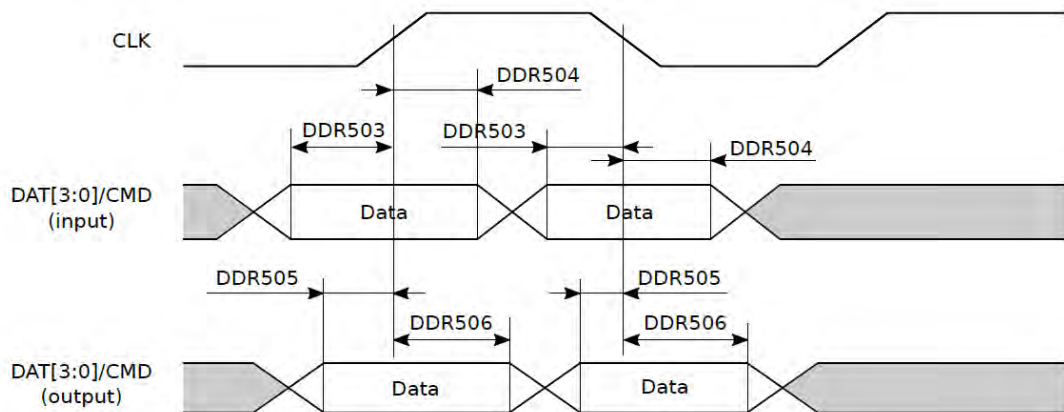 CLK
DDR504
DDR503
DDR503
DDR504
DAT[3:0]/CMD
(input)
Data
Data
DDR505
DDR505
DDR506
DDR506
DAT[3:0]/CMD
(output)
Data
Data